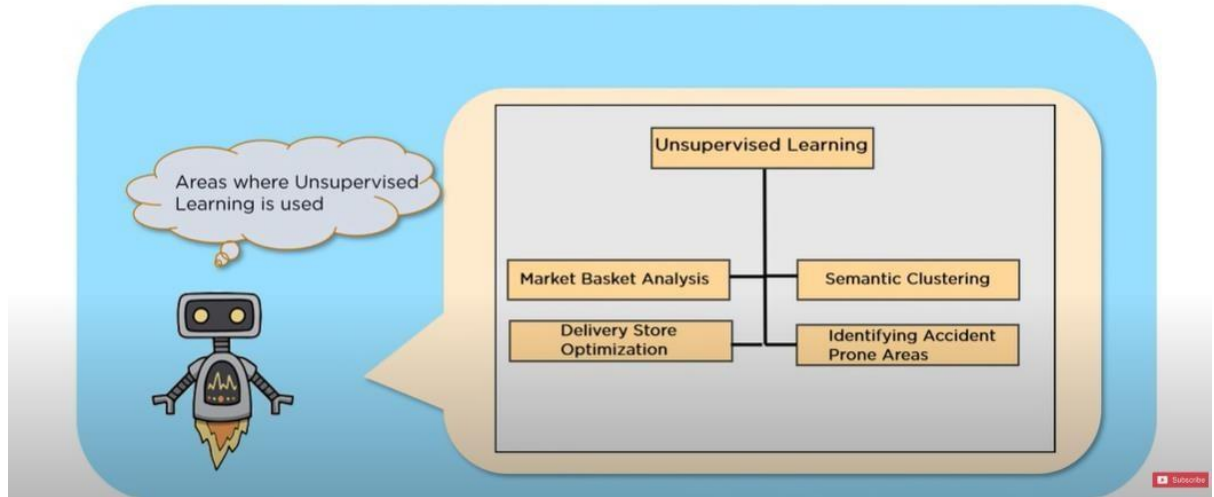 Areas where Unsupervised
Learning is used
Unsupervised Learning
Market Basket Analysis
Semantic Clustering
Delivery Store
Optimization
Identifying Accident
Prone Areas
Subscribe